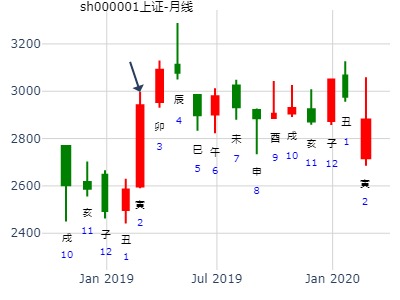 sh000001上证-月线
3200
3000
2800
2600
2400
戌
10
亥
11
子
12
丑
1
寅
2
卯
3
辰
4
巳
5
午
6
未
7
申
8
酉
9
戌
10
亥
11
子
12
丑
1
寅
2
Jan 2019
Jul 2019
Jan 2020